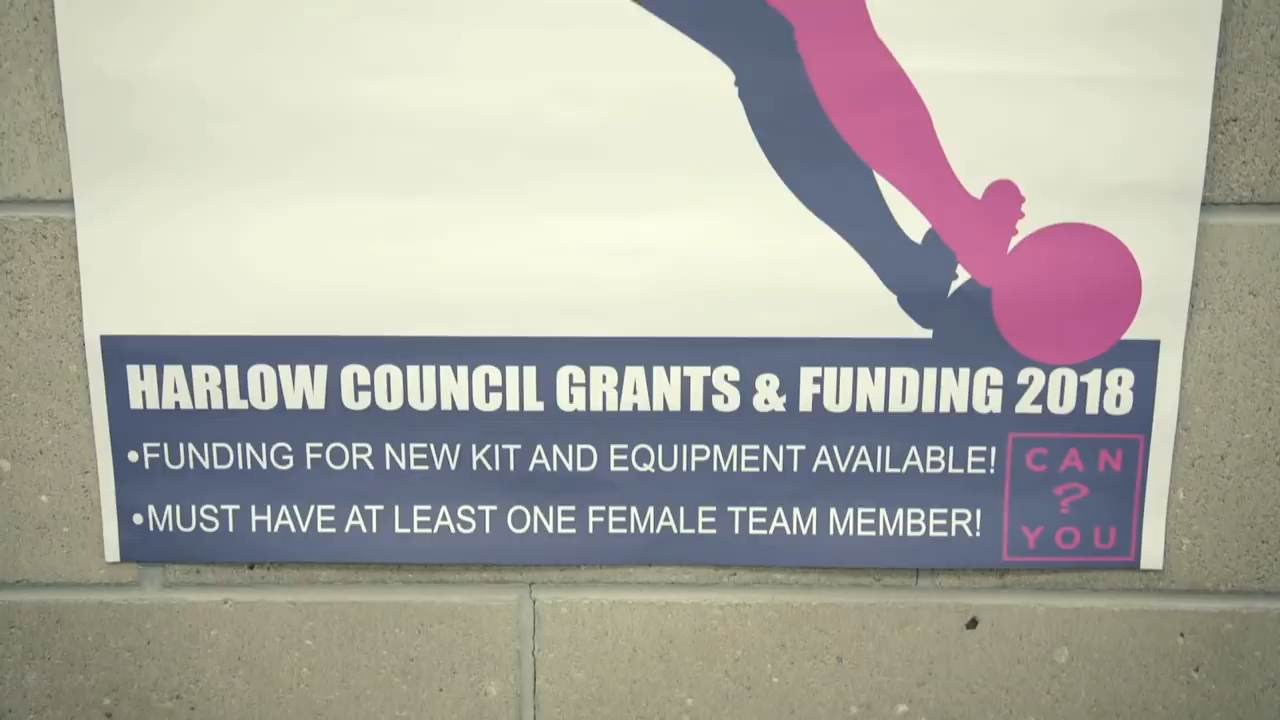 HARLOW COUNCIL GRANTS & FUNDING 2018
•FUNDING FOR NEW KIT AND EQUIPMENT AVAILABLE!
•MUST HAVE AT LEAST ONE FEMALE TEAM MEMBER!
CAN
?
YOU